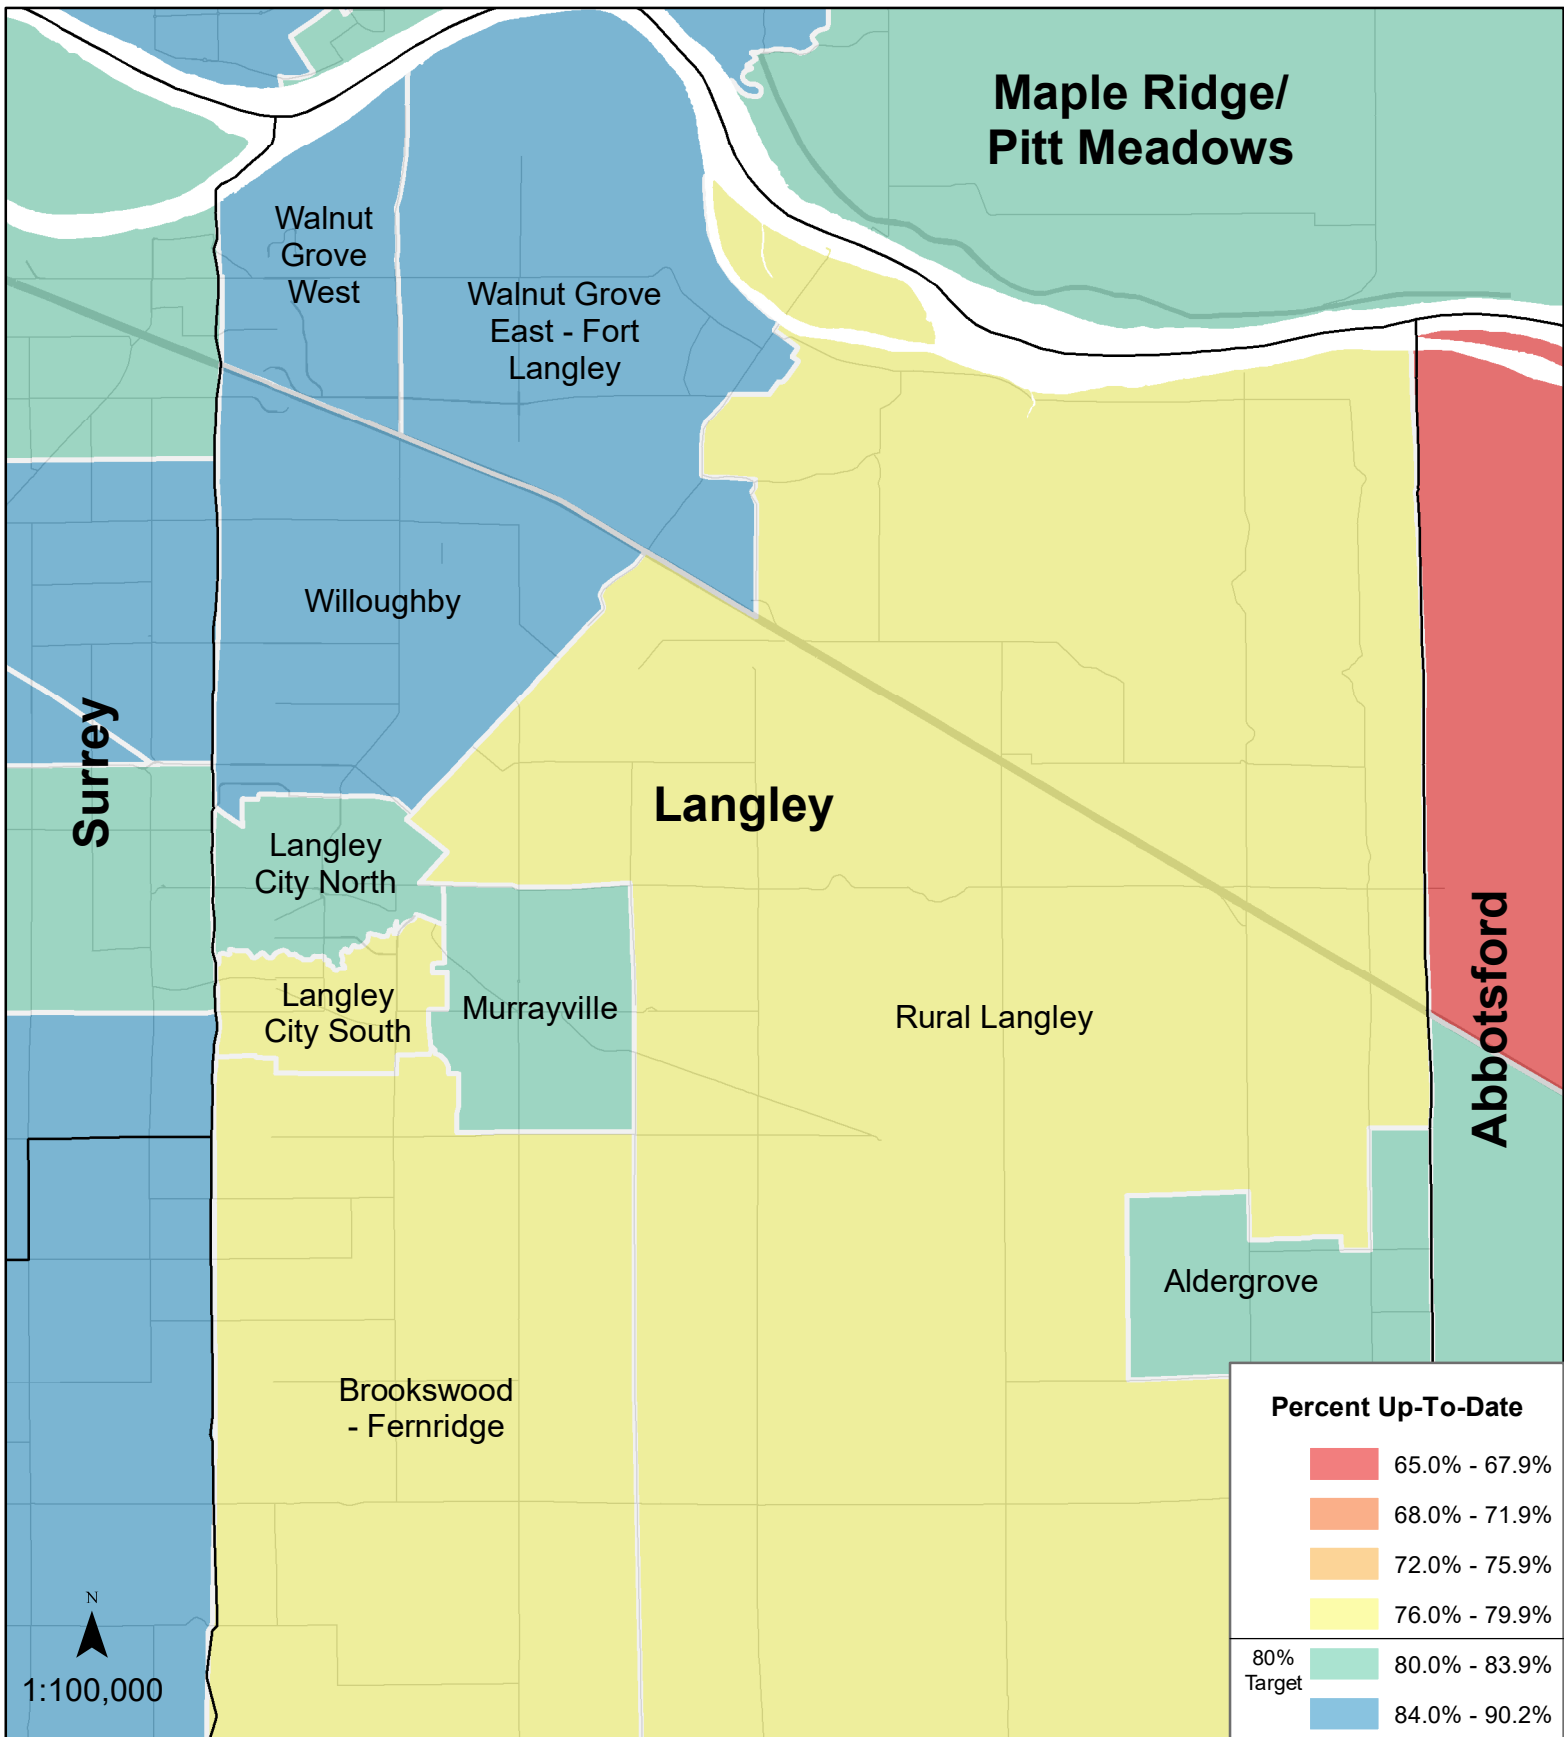 Maple Ridge/
Pitt Meadows
Walnut
Grove
West
Walnut Grove
East - Fort
Langley
Willoughby
Surrey
Langley
Langley
City North
Langley
City South
Murrayville
Rural Langley
Abbotsford
Aldergrove
Brookswood
- Fernridge
N
1:100,000
Percent Up-To-Date
65.0% - 67.9%
68.0% - 71.9%
72.0% - 75.9%
76.0% - 79.9%
80%
Target
80.0% - 83.9%
84.0% - 90.2%